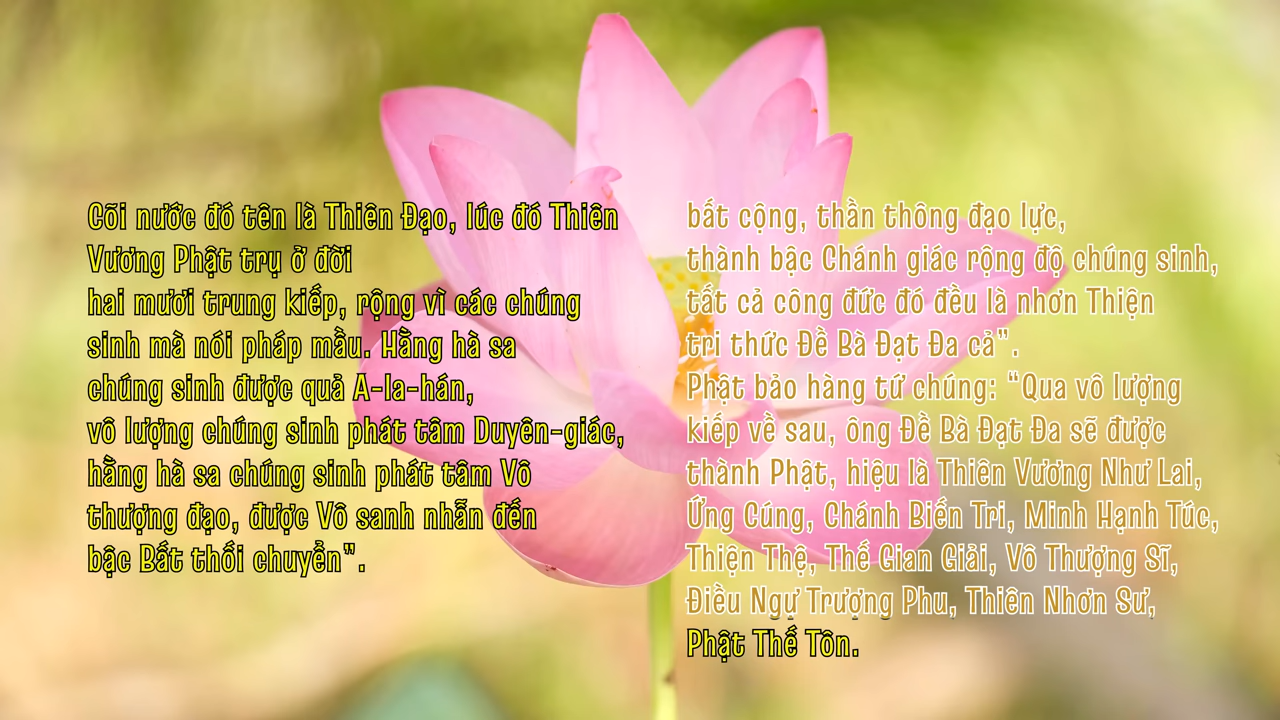 Cõi nước đó tên là Thiên Đạo, lúc đó Thiên
Vương Phật trụ ở đời
hai mươi trung kiếp, rộng vì các chúng
sinh mà nói pháp mầu. Hằng hà sa
chúng sinh được quả A-la-hán,
vô lượng chúng sinh phát tâm Duyên-giác,
hằng hà sa chúng sinh phát tâm Vô
thượng đạo, được Vô sanh nhẫn đến
bậc Bất thối chuyển”.
bất cộng, thần thông đạo lực,
thành bậc Chánh giác rộng độ chúng sinh,
tất cả công đức đó đều là nhơn Thiện
tri thức Đề Bà Đạt Đa cả”.
Phật bảo hàng tứ chúng: “Qua vô lượng
kiếp về sau, ông Đề Bà Đạt Đa sẽ được
thành Phật, hiệu là Thiên Vương Như Lai,
Ứng Cúng, Chánh Biến Tri, Minh Hạnh Túc,
Thiện Thệ, Thế Gian Giải, Vô Thượng Sĩ,
Điều Ngự Trượng Phu, Thiên Nhơn Sư,
Phật Thế Tôn.